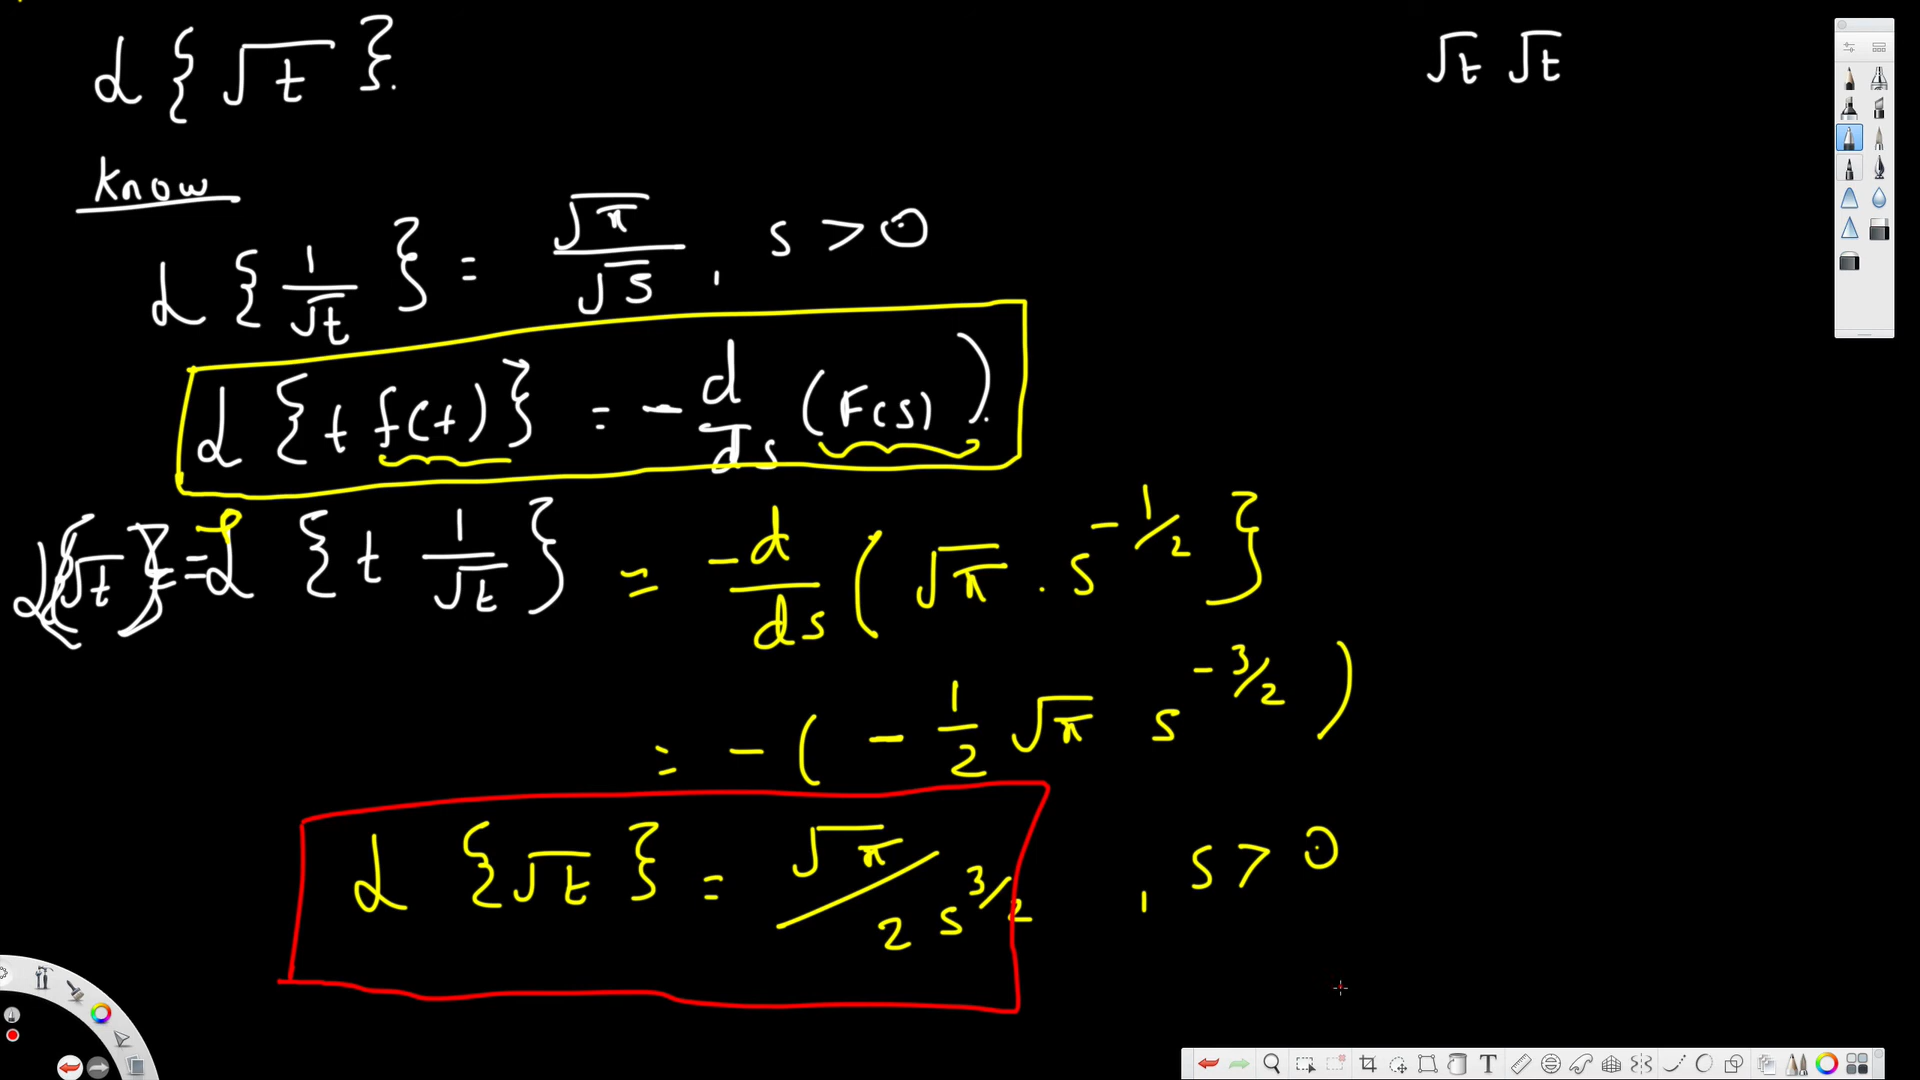 ℒ{√t}.
√t √t
Know
ℒ{1/√t} = √π/√s , s > 0
ℒ{t f(t)} = - d/ds (F(s)).
ℒ{√t} = ℒ{t 1/√t} = -d/ds (√π . s^(-1/2)}
= - ( - 1/2 √π s^(-3/2) )
ℒ{√t} = √π/2 s^(3/2) , s > 0
T